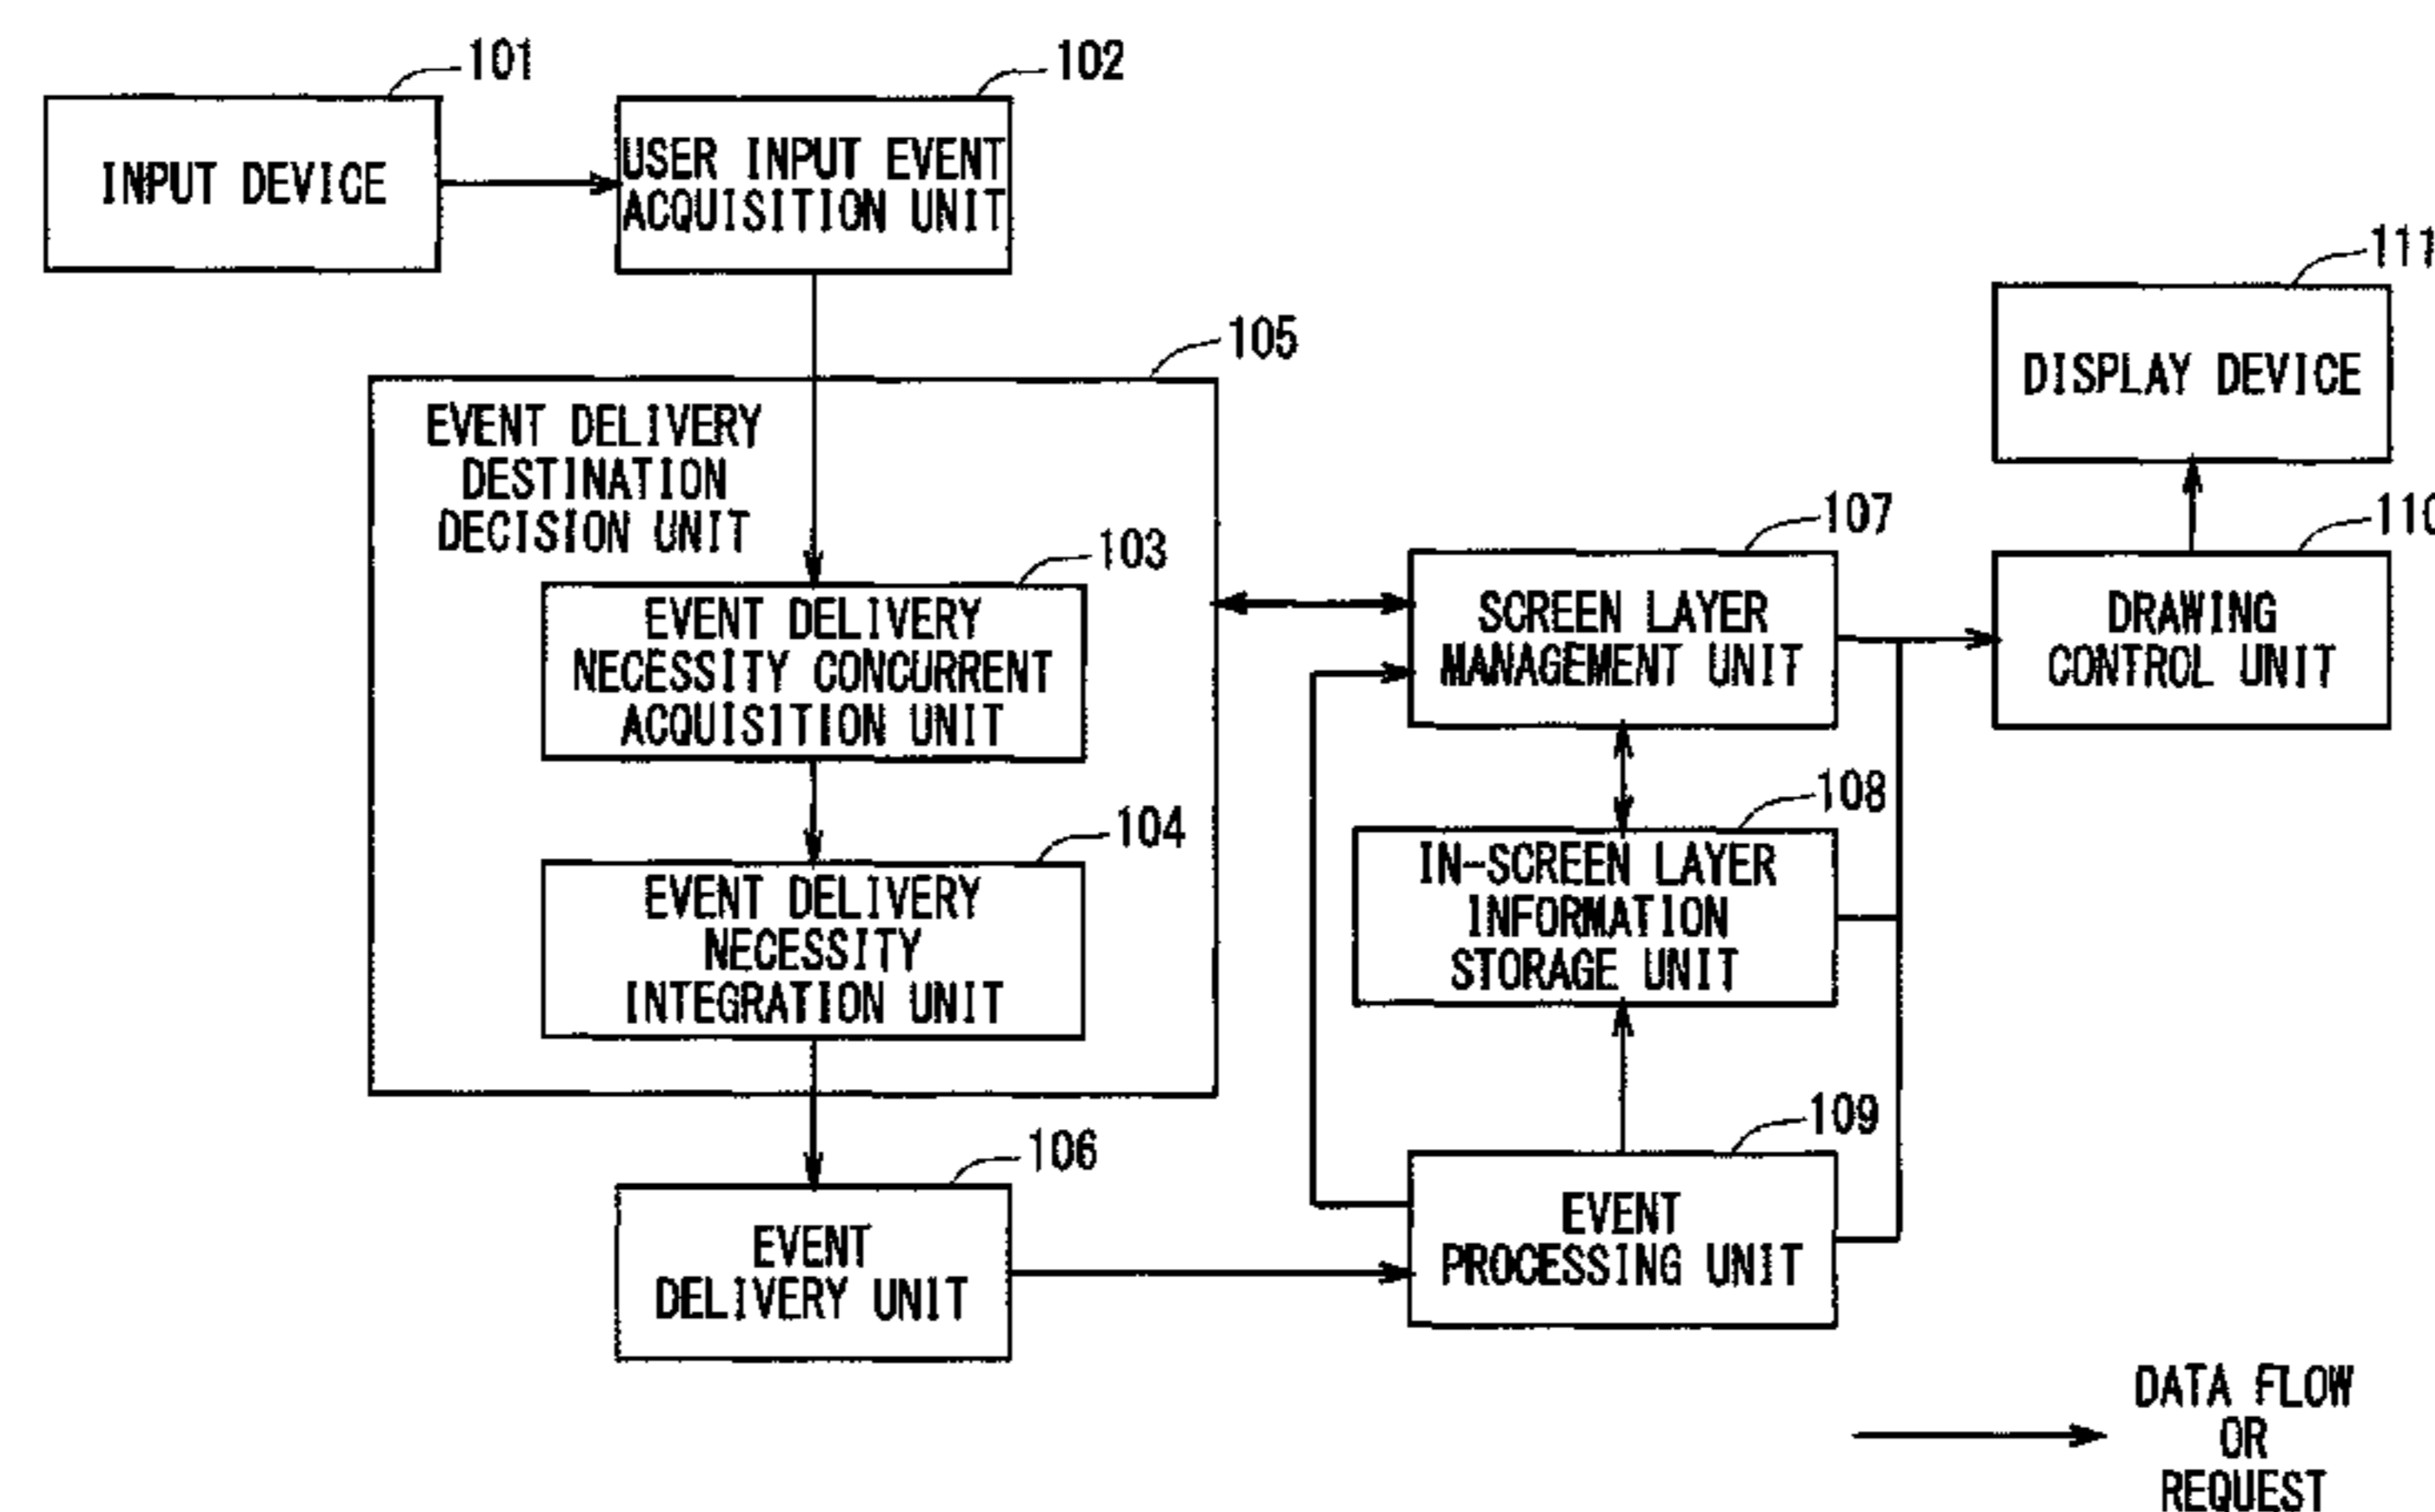 101
102
INPUT DEVICE
USER INPUT EVENT
ACQUISITION UNIT
111
DISPLAY DEVICE
105
EVENT DELIVERY
DESTINATION
DECISION UNIT
103
EVENT DELIVERY
NECESSITY CONCURRENT
ACQUISITION UNIT
107
SCREEN LAYER
MANAGEMENT UNIT
110
DRAWING
CONTROL UNIT
104
EVENT DELIVERY
NECESSITY
INTEGRATION UNIT
108
IN-SCREEN LAYER
INFORMATION
STORAGE UNIT
106
EVENT
DELIVERY UNIT
109
EVENT
PROCESSING UNIT
DATA FLOW
OR
REQUEST